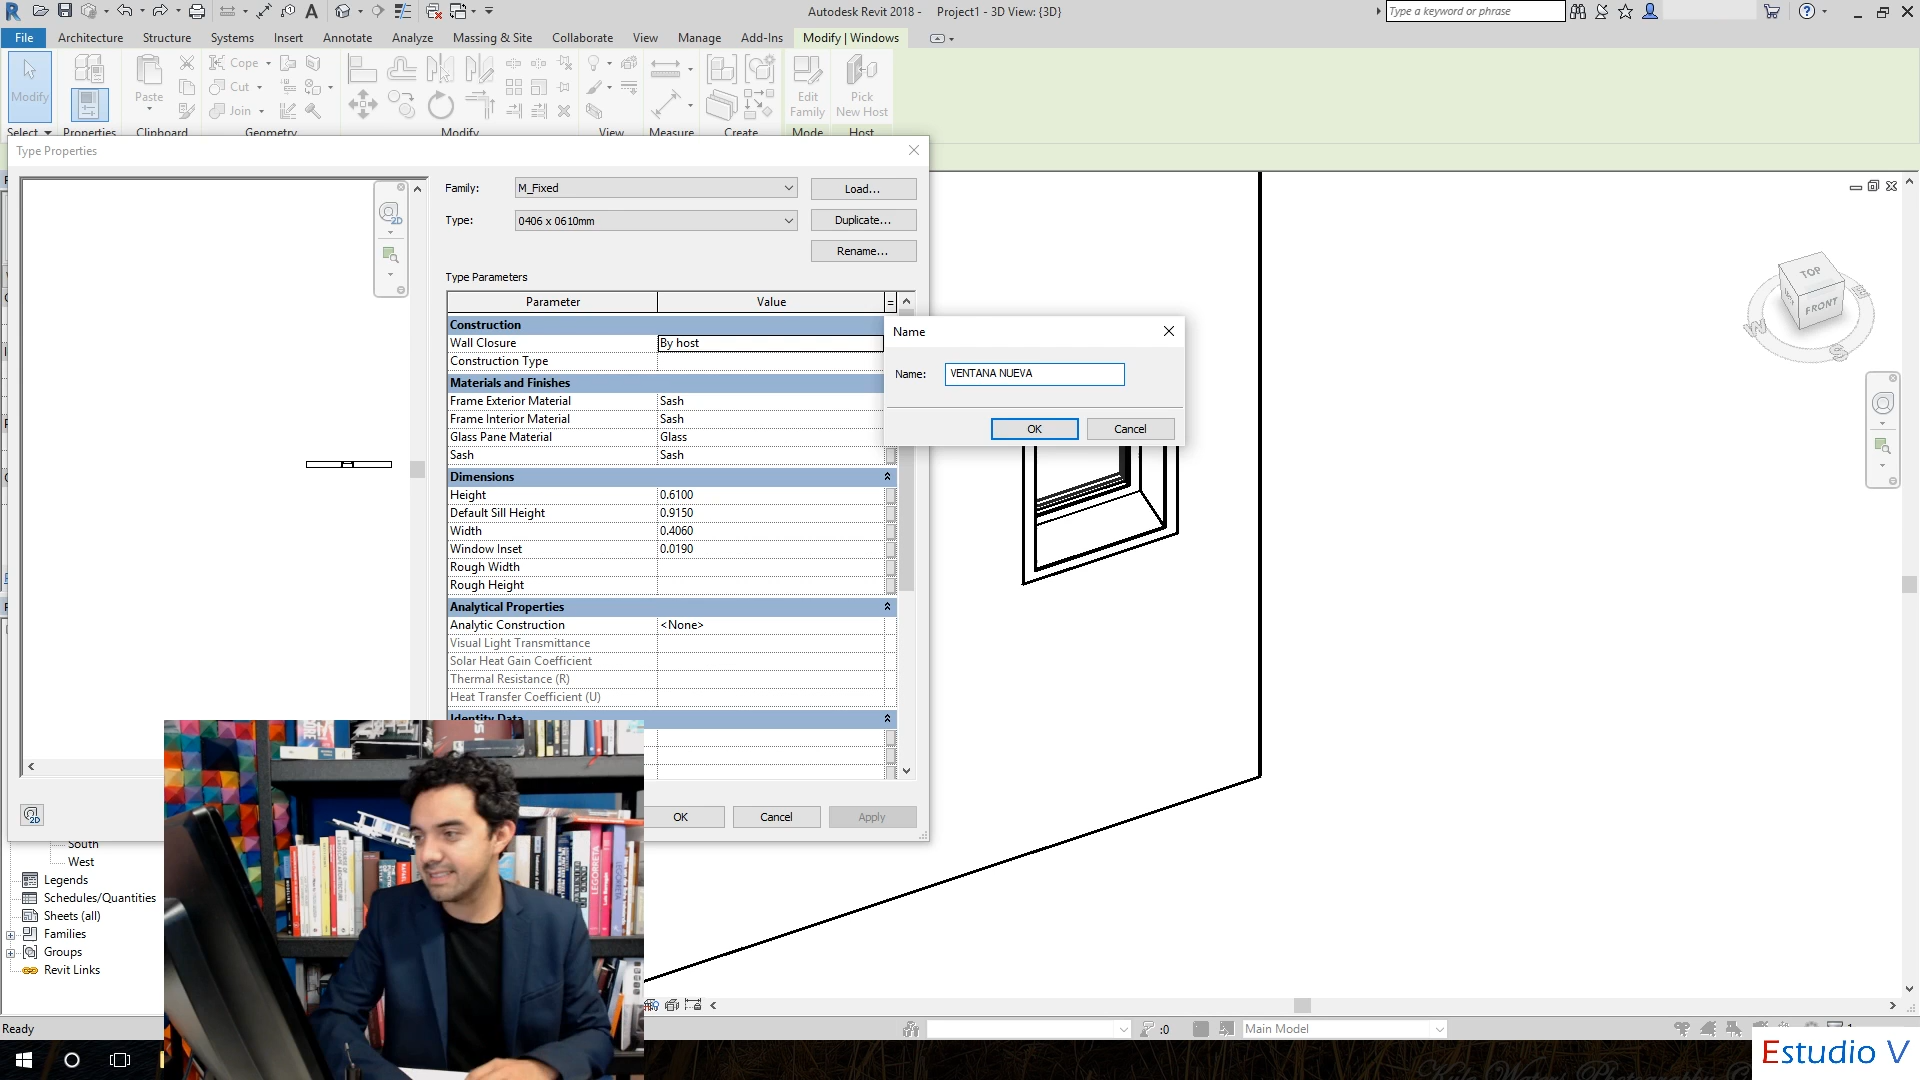 Autodesk Revit 2018 - Project1 - 3D View: {3D}
Type a keyword or phrase
File Architecture Structure Systems Insert Annotate Analyze Massing & Site Collaborate View Manage Add-Ins Modify | Windows
Modify
Paste
Cope
Cut
Join
Edit Family
Pick New Host
Select Properties Clipboard Geometry Modify View Measure Create Mode Host
Type Properties
Family: M_Fixed Load...
Type: 0406 x 0610mm Duplicate...
Rename...
Type Parameters
Parameter Value =
Construction
Wall Closure By host
Construction Type
Materials and Finishes
Frame Exterior Material Sash
Frame Interior Material Sash
Glass Pane Material Glass
Sash Sash
Dimensions
Height 0.6100
Default Sill Height 0.9150
Width 0.4060
Window Inset 0.0190
Rough Width
Rough Height
Analytical Properties
Analytic Construction <None>
Visual Light Transmittance
Solar Heat Gain Coefficient
Thermal Resistance (R)
Heat Transfer Coefficient (U)
Identity Data
OK Cancel Apply
Name
Name: VENTANA NUEVA
OK Cancel
TOP
FRONT
W
S
2D
2D
South
West
Legends
Schedules/Quantities
Sheets (all)
Families
Groups
Revit Links
LEGORRETA
Ready
:0
Main Model
Estudio V